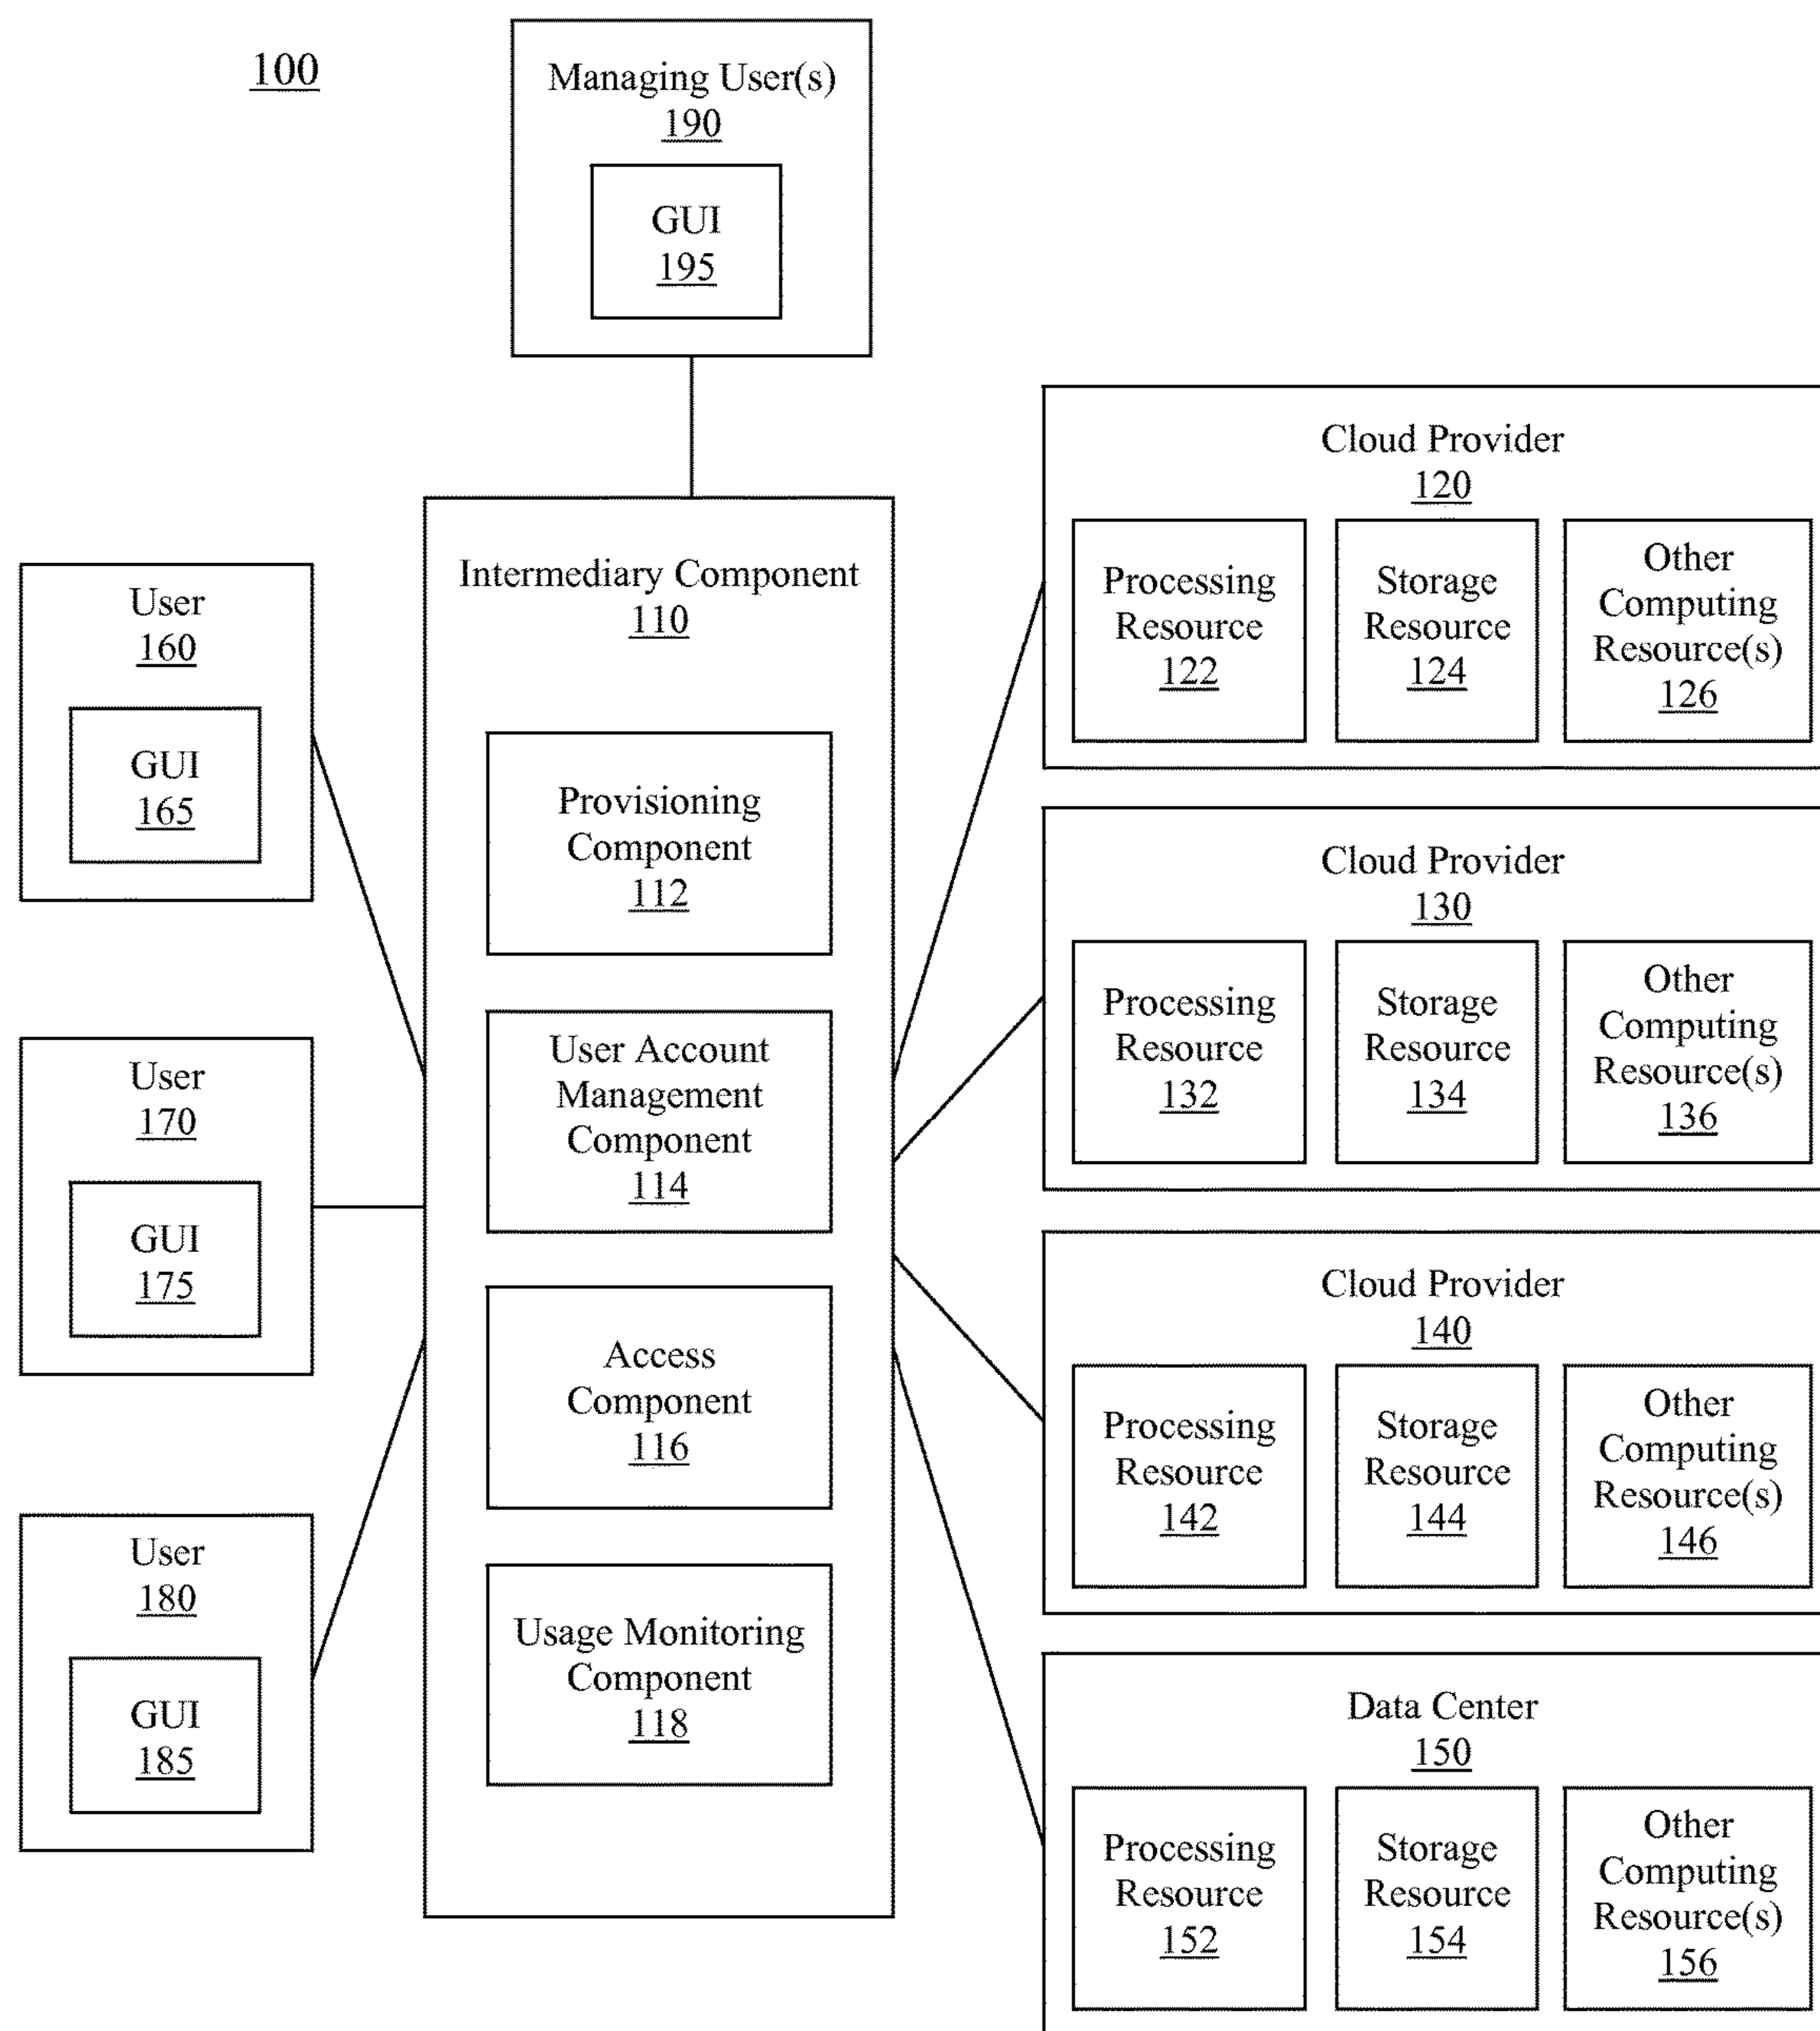 100
Managing User(s)
190
GUI
195
User
160
GUI
165
User
170
GUI
175
User
180
GUI
185
Intermediary Component
110
Provisioning
Component
112
User Account
Management
Component
114
Access
Component
116
Usage Monitoring
Component
118
Cloud Provider
120
Processing
Resource
122
Storage
Resource
124
Other
Computing
Resource(s)
126
Cloud Provider
130
Processing
Resource
132
Storage
Resource
134
Other
Computing
Resource(s)
136
Cloud Provider
140
Processing
Resource
142
Storage
Resource
144
Other
Computing
Resource(s)
146
Data Center
150
Processing
Resource
152
Storage
Resource
154
Other
Computing
Resource(s)
156